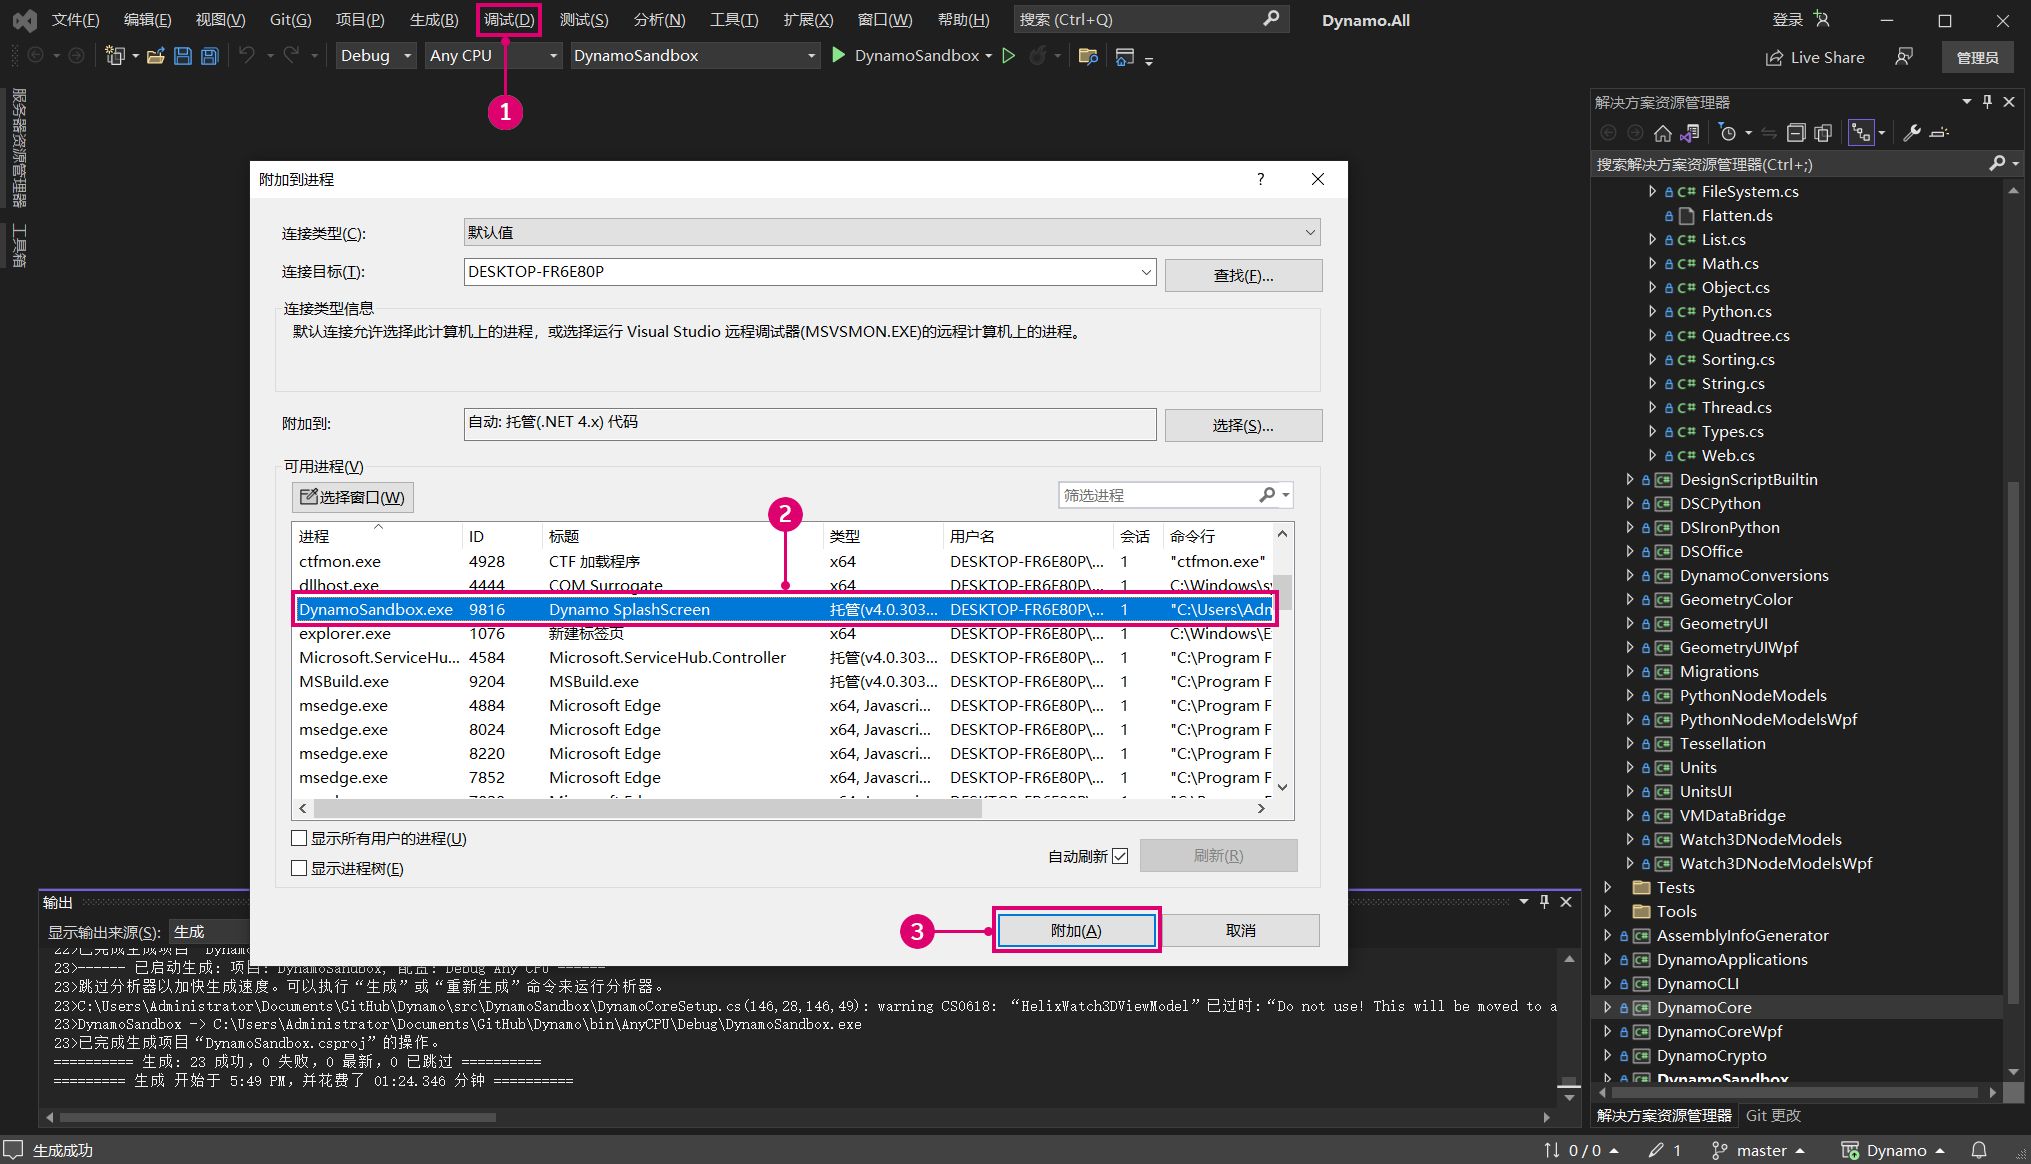 文件(F) 编辑(E) 视图(V) Git(G) 项目(P) 生成(B) 调试(D) 测试(S) 分析(N) 工具(T) 扩展(X) 窗口(W) 帮助(H) 搜索 (Ctrl+Q) Dynamo.All 登录
Debug Any CPU DynamoSandbox DynamoSandbox Live Share 管理员
1
服务器资源管理器
工具箱
附加到进程 ?
连接类型(C): 默认值
连接目标(T): DESKTOP-FR6E80P 查找(F)...
连接类型信息
默认连接允许选择此计算机上的进程，或选择运行 Visual Studio 远程调试器(MSVSMON.EXE)的远程计算机上的进程。
附加到: 自动: 托管(.NET 4.x) 代码 选择(S)...
可用进程(V)
选择窗口(W) 筛选进程
2
进程 ID 标题 类型 用户名 会话 命令行
ctfmon.exe 4928 CTF 加载程序 x64 DESKTOP-FR6E80P\... 1 "ctfmon.exe"
dllhost.exe 4444 COM Surrogate x64 DESKTOP-FR6E80P\... 1 C:\Windows\sy
DynamoSandbox.exe 9816 Dynamo SplashScreen 托管(v4.0.303... DESKTOP-FR6E80P\... 1 "C:\Users\Adn
explorer.exe 1076 新建标签页 x64 DESKTOP-FR6E80P\... 1 C:\Windows\E
Microsoft.ServiceHu... 4584 Microsoft.ServiceHub.Controller 托管(v4.0.303... DESKTOP-FR6E80P\... 1 "C:\Program F
MSBuild.exe 9204 MSBuild.exe 托管(v4.0.303... DESKTOP-FR6E80P\... 1 "C:\Program F
msedge.exe 4884 Microsoft Edge x64, Javascri... DESKTOP-FR6E80P\... 1 "C:\Program F
msedge.exe 8024 Microsoft Edge x64, Javascri... DESKTOP-FR6E80P\... 1 "C:\Program F
msedge.exe 8220 Microsoft Edge x64, Javascri... DESKTOP-FR6E80P\... 1 "C:\Program F
msedge.exe 7852 Microsoft Edge x64, Javascri... DESKTOP-FR6E80P\... 1 "C:\Program F
显示所有用户的进程(U)
显示进程树(E)
自动刷新 刷新(R)
3 附加(A) 取消
输出
显示输出来源(S): 生成
22>已完成生成项目“Dynamo
23>------ 已启动生成: 项目: DynamoSandbox, 配置: Debug Any CPU ------
23>跳过分析器以加快生成速度。可以执行“生成”或“重新生成”命令来运行分析器。
23>C:\Users\Administrator\Documents\GitHub\Dynamo\src\DynamoSandbox\DynamoCoreSetup.cs(146,28,146,49): warning CS0618: “HelixWatch3DViewModel”已过时:“Do not use! This will be moved to a
23>DynamoSandbox -> C:\Users\Administrator\Documents\GitHub\Dynamo\bin\AnyCPU\Debug\DynamoSandbox.exe
23>已完成生成项目“DynamoSandbox.csproj”的操作。
========== 生成: 23 成功，0 失败，0 最新，0 已跳过 ==========
========= 生成 开始于 5:49 PM，并花费了 01:24.346 分钟 ==========
解决方案资源管理器
搜索解决方案资源管理器(Ctrl+;)
C# FileSystem.cs
Flatten.ds
C# List.cs
C# Math.cs
C# Object.cs
C# Python.cs
C# Quadtree.cs
C# Sorting.cs
C# String.cs
C# Thread.cs
C# Types.cs
C# Web.cs
C# DesignScriptBuiltin
C# DSCPython
C# DSIronPython
C# DSOffice
C# DynamoConversions
C# GeometryColor
C# GeometryUI
C# GeometryUIWpf
C# Migrations
C# PythonNodeModels
C# PythonNodeModelsWpf
C# Tessellation
C# Units
C# UnitsUI
C# VMDataBridge
C# Watch3DNodeModels
C# Watch3DNodeModelsWpf
Tests
Tools
C# AssemblyInfoGenerator
C# DynamoApplications
C# DynamoCLI
C# DynamoCore
C# DynamoCoreWpf
C# DynamoCrypto
C# DynamoSandbox
解决方案资源管理器 Git 更改
生成成功 0 / 0 1 master Dynamo